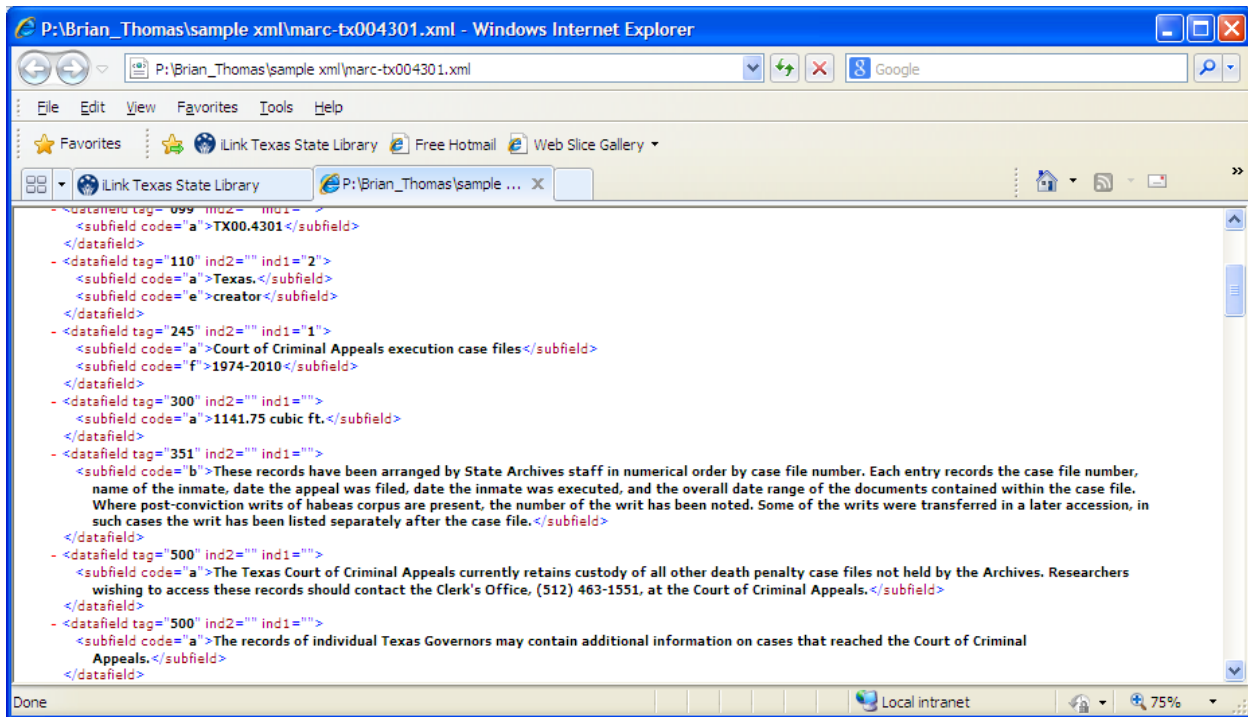 P:\Brian_Thomas\sample xml\marc-tx004301.xml - Windows Internet Explorer
P:\Brian_Thomas\sample xml\marc-tx004301.xml
Google
File Edit View Favorites Tools Help
Favorites iLink Texas State Library Free Hotmail Web Slice Gallery
iLink Texas State Library P:\Brian_Thomas\sample ... X
- <datafield tag="099" ind2="" ind1="">
<subfield code="a">TX00.4301</subfield>
</datafield>
- <datafield tag="110" ind2="" ind1="2">
<subfield code="a">Texas.</subfield>
<subfield code="e">creator</subfield>
</datafield>
- <datafield tag="245" ind2="" ind1="1">
<subfield code="a">Court of Criminal Appeals execution case files</subfield>
<subfield code="f">1974-2010</subfield>
</datafield>
- <datafield tag="300" ind2="" ind1="">
<subfield code="a">1141.75 cubic ft.</subfield>
</datafield>
- <datafield tag="351" ind2="" ind1="">
<subfield code="b">These records have been arranged by State Archives staff in numerical order by case file number. Each entry records the case file number,
name of the inmate, date the appeal was filed, date the inmate was executed, and the overall date range of the documents contained within the case file.
Where post-conviction writs of habeas corpus are present, the number of the writ has been noted. Some of the writs were transferred in a later accession, in
such cases the writ has been listed separately after the case file.</subfield>
</datafield>
- <datafield tag="500" ind2="" ind1="">
<subfield code="a">The Texas Court of Criminal Appeals currently retains custody of all other death penalty case files not held by the Archives. Researchers
wishing to access these records should contact the Clerk's Office, (512) 463-1551, at the Court of Criminal Appeals.</subfield>
</datafield>
- <datafield tag="500" ind2="" ind1="">
<subfield code="a">The records of individual Texas Governors may contain additional information on cases that reached the Court of Criminal
Appeals.</subfield>
</datafield>
Done Local intranet 75%